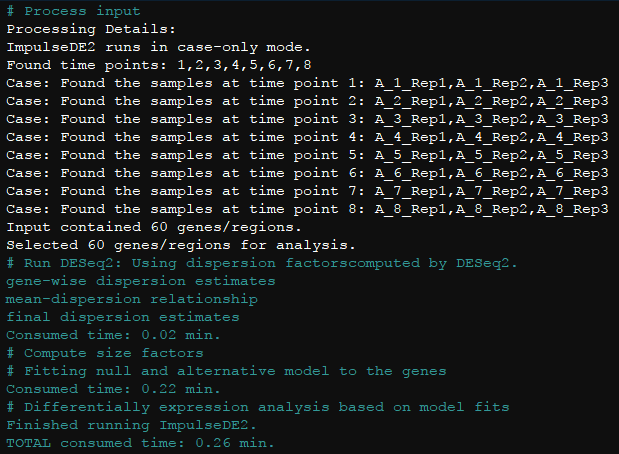 # Process input
Processing Details:
ImpulseDE2 runs in case-only mode.
Found time points: 1,2,3,4,5,6,7,8
Case: Found the samples at time point 1: A_1_Rep1,A_1_Rep2,A_1_Rep3
Case: Found the samples at time point 2: A_2_Rep1,A_2_Rep2,A_2_Rep3
Case: Found the samples at time point 3: A_3_Rep1,A_3_Rep2,A_3_Rep3
Case: Found the samples at time point 4: A_4_Rep1,A_4_Rep2,A_4_Rep3
Case: Found the samples at time point 5: A_5_Rep1,A_5_Rep2,A_5_Rep3
Case: Found the samples at time point 6: A_6_Rep1,A_6_Rep2,A_6_Rep3
Case: Found the samples at time point 7: A_7_Rep1,A_7_Rep2,A_7_Rep3
Case: Found the samples at time point 8: A_8_Rep1,A_8_Rep2,A_8_Rep3
Input contained 60 genes/regions.
Selected 60 genes/regions for analysis.
# Run DESeq2: Using dispersion factorscomputed by DESeq2.
gene-wise dispersion estimates
mean-dispersion relationship
final dispersion estimates
Consumed time: 0.02 min.
# Compute size factors
# Fitting null and alternative model to the genes
Consumed time: 0.22 min.
# Differentially expression analysis based on model fits
Finished running ImpulseDE2.
TOTAL consumed time: 0.26 min.